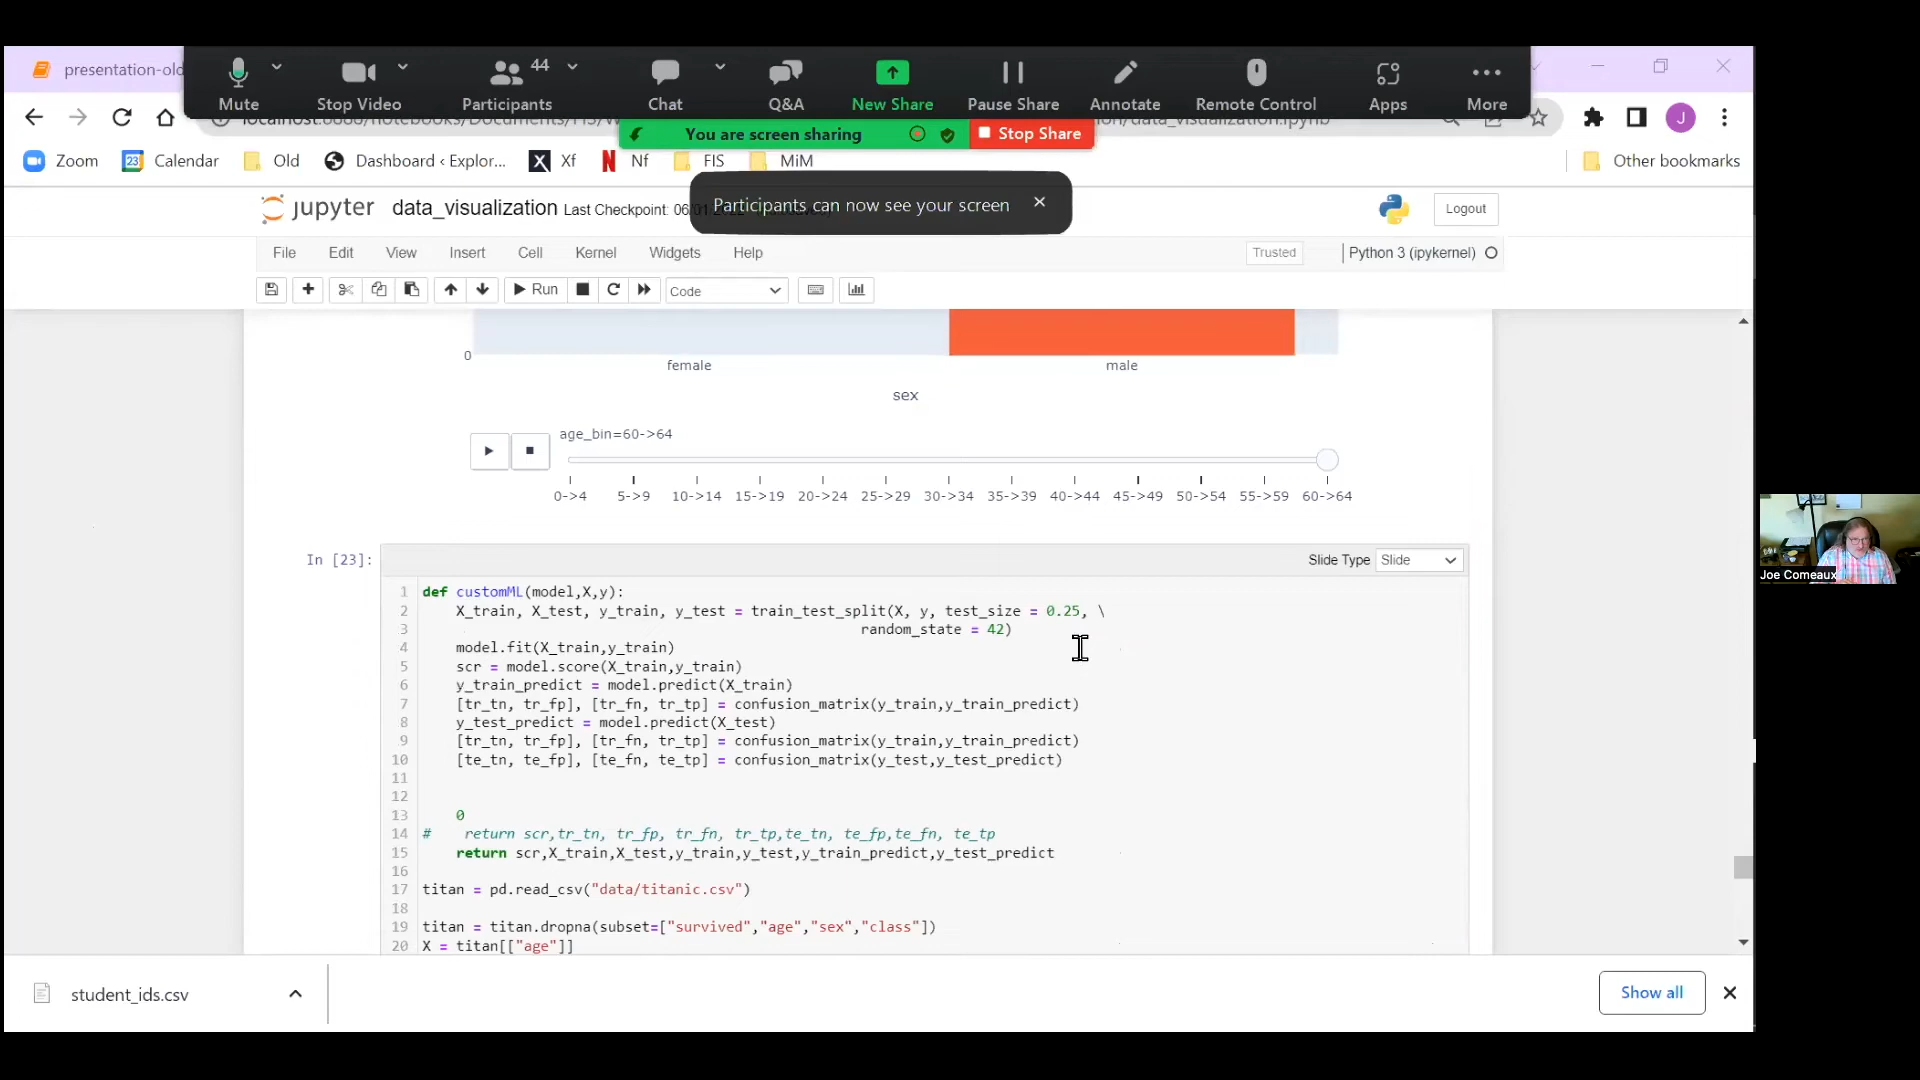 presentation-old
Mute
Stop Video
44
Participants
Chat
Q&A
New Share
Pause Share
Annotate
Remote Control
Apps
More
You are screen sharing
Stop Share
J
Zoom
23 Calendar
Old
Dashboard ‹ Explor...
X Xf
N Nf
FIS
MiM
Other bookmarks
jupyter data_visualization Last Checkpoint:
Participants can now see your screen
Logout
File Edit View Insert Cell Kernel Widgets Help
Trusted
Python 3 (ipykernel)
Run
Code
0
female
male
sex
age_bin=60->64
0->4 5->9 10->14 15->19 20->24 25->29 30->34 35->39 40->44 45->49 50->54 55->59 60->64
In [23]:
Slide Type Slide
1 def customML(model,X,y):
2 X_train, X_test, y_train, y_test = train_test_split(X, y, test_size = 0.25, \
3 random_state = 42)
4 model.fit(X_train,y_train)
5 scr = model.score(X_train,y_train)
6 y_train_predict = model.predict(X_train)
7 [tr_tn, tr_fp], [tr_fn, tr_tp] = confusion_matrix(y_train,y_train_predict)
8 y_test_predict = model.predict(X_test)
9 [tr_tn, tr_fp], [tr_fn, tr_tp] = confusion_matrix(y_train,y_train_predict)
10 [te_tn, te_fp], [te_fn, te_tp] = confusion_matrix(y_test,y_test_predict)
11
12
13 0
14 # return scr,tr_tn, tr_fp, tr_fn, tr_tp,te_tn, te_fp,te_fn, te_tp
15 return scr,X_train,X_test,y_train,y_test,y_train_predict,y_test_predict
16
17 titan = pd.read_csv("data/titanic.csv")
18
19 titan = titan.dropna(subset=["survived","age","sex","class"])
20 X = titan[["age"]]
Joe Comeaux
student_ids.csv
Show all